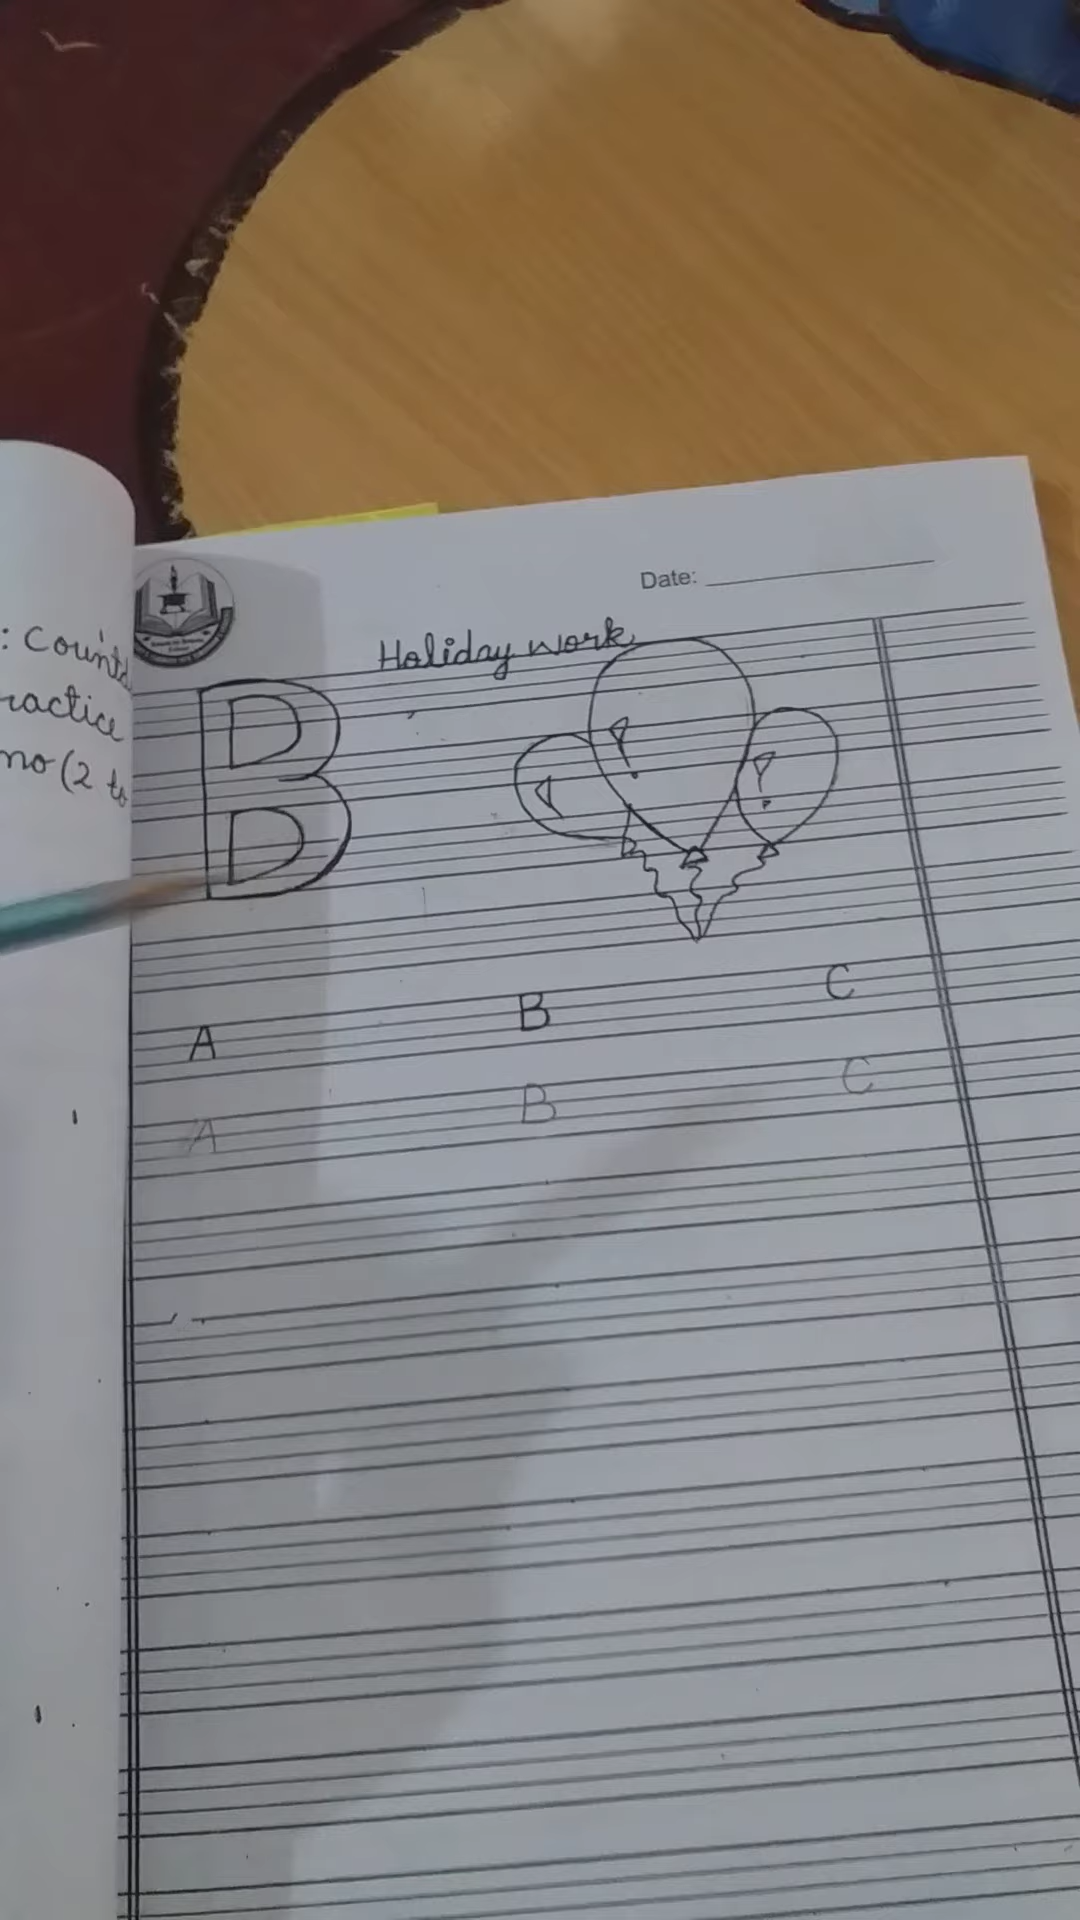 : Count
ractice
no (2 to
Date:
Holiday work
B
A B C
A B C